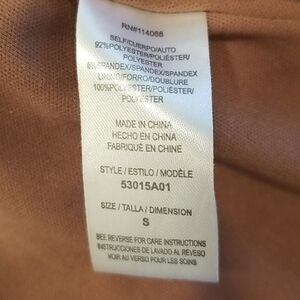 RN#114068
SELF/CUERPO/AUTO
92%POLYESTER/POLIÉSTER/
POLYESTER
8%SPANDEX/SPANDEX/SPANDEX
LINING/FORRO/DOUBLURE
100%POLYESTER/POLIÉSTER/
POLYESTER
MADE IN CHINA
HECHO EN CHINA
FABRIQUÉ EN CHINE
STYLE / ESTILO / MODÈLE
53015A01
SIZE / TALLA / DIMENSION
S
SEE REVERSE FOR CARE INSTRUCTIONS
INSTRUCCIONES DE LAVADO AL REVESO
VOIR AU VERSO POUR LES SOINS